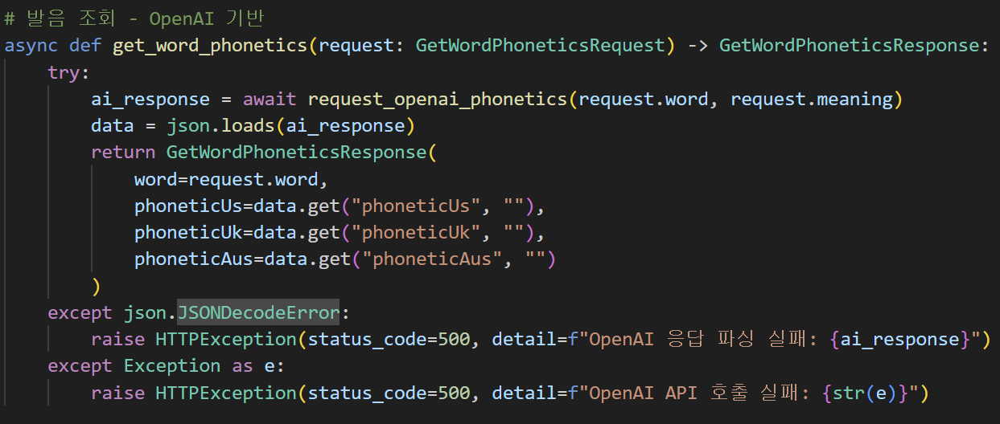 # 발음 조회 - OpenAI 기반
async def get_word_phonetics(request: GetWordPhoneticsRequest) -> GetWordPhoneticsResponse:
    try:
        ai_response = await request_openai_phonetics(request.word, request.meaning)
        data = json.loads(ai_response)
        return GetWordPhoneticsResponse(
            word=request.word,
            phoneticUs=data.get("phoneticUs", ""),
            phoneticUk=data.get("phoneticUk", ""),
            phoneticAus=data.get("phoneticAus", "")
        )
    except json.JSONDecodeError:
        raise HTTPException(status_code=500, detail=f"OpenAI 응답 파싱 실패: {ai_response}")
    except Exception as e:
        raise HTTPException(status_code=500, detail=f"OpenAI API 호출 실패: {str(e)}")